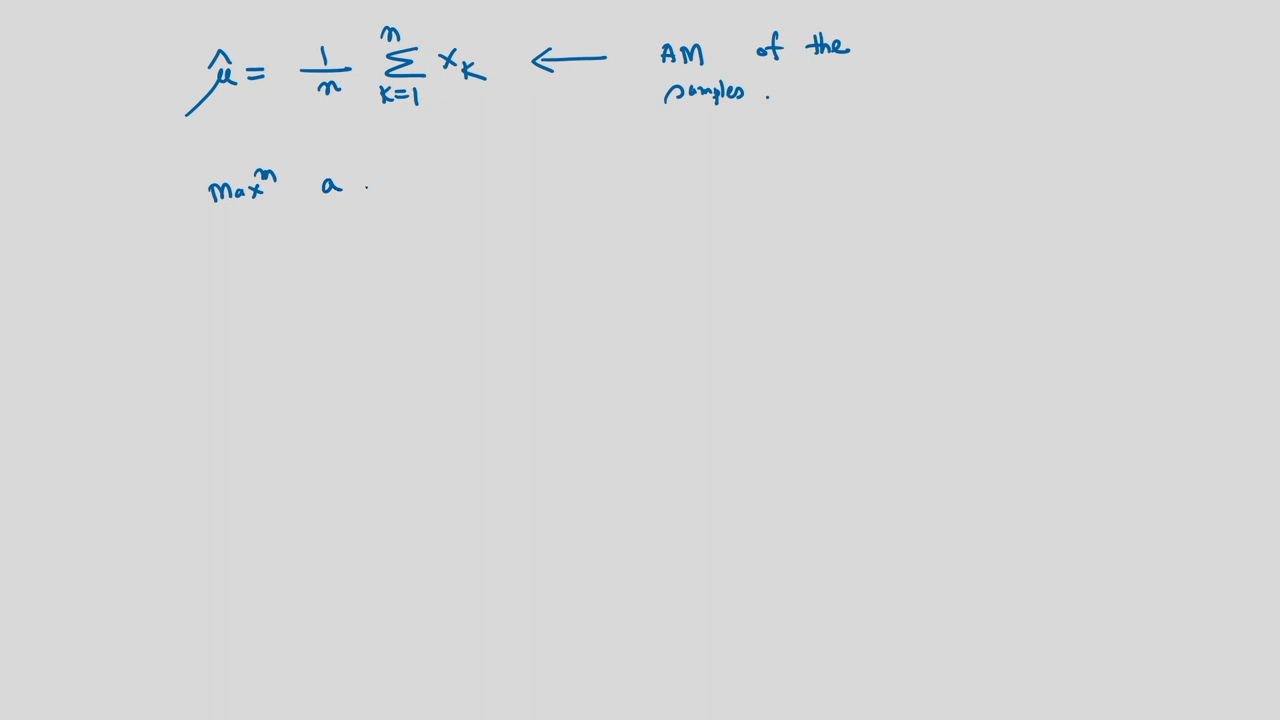 μ̂ = 1/n Σ_{k=1}^{n} x_k ← AM of the
samples.
max^m a